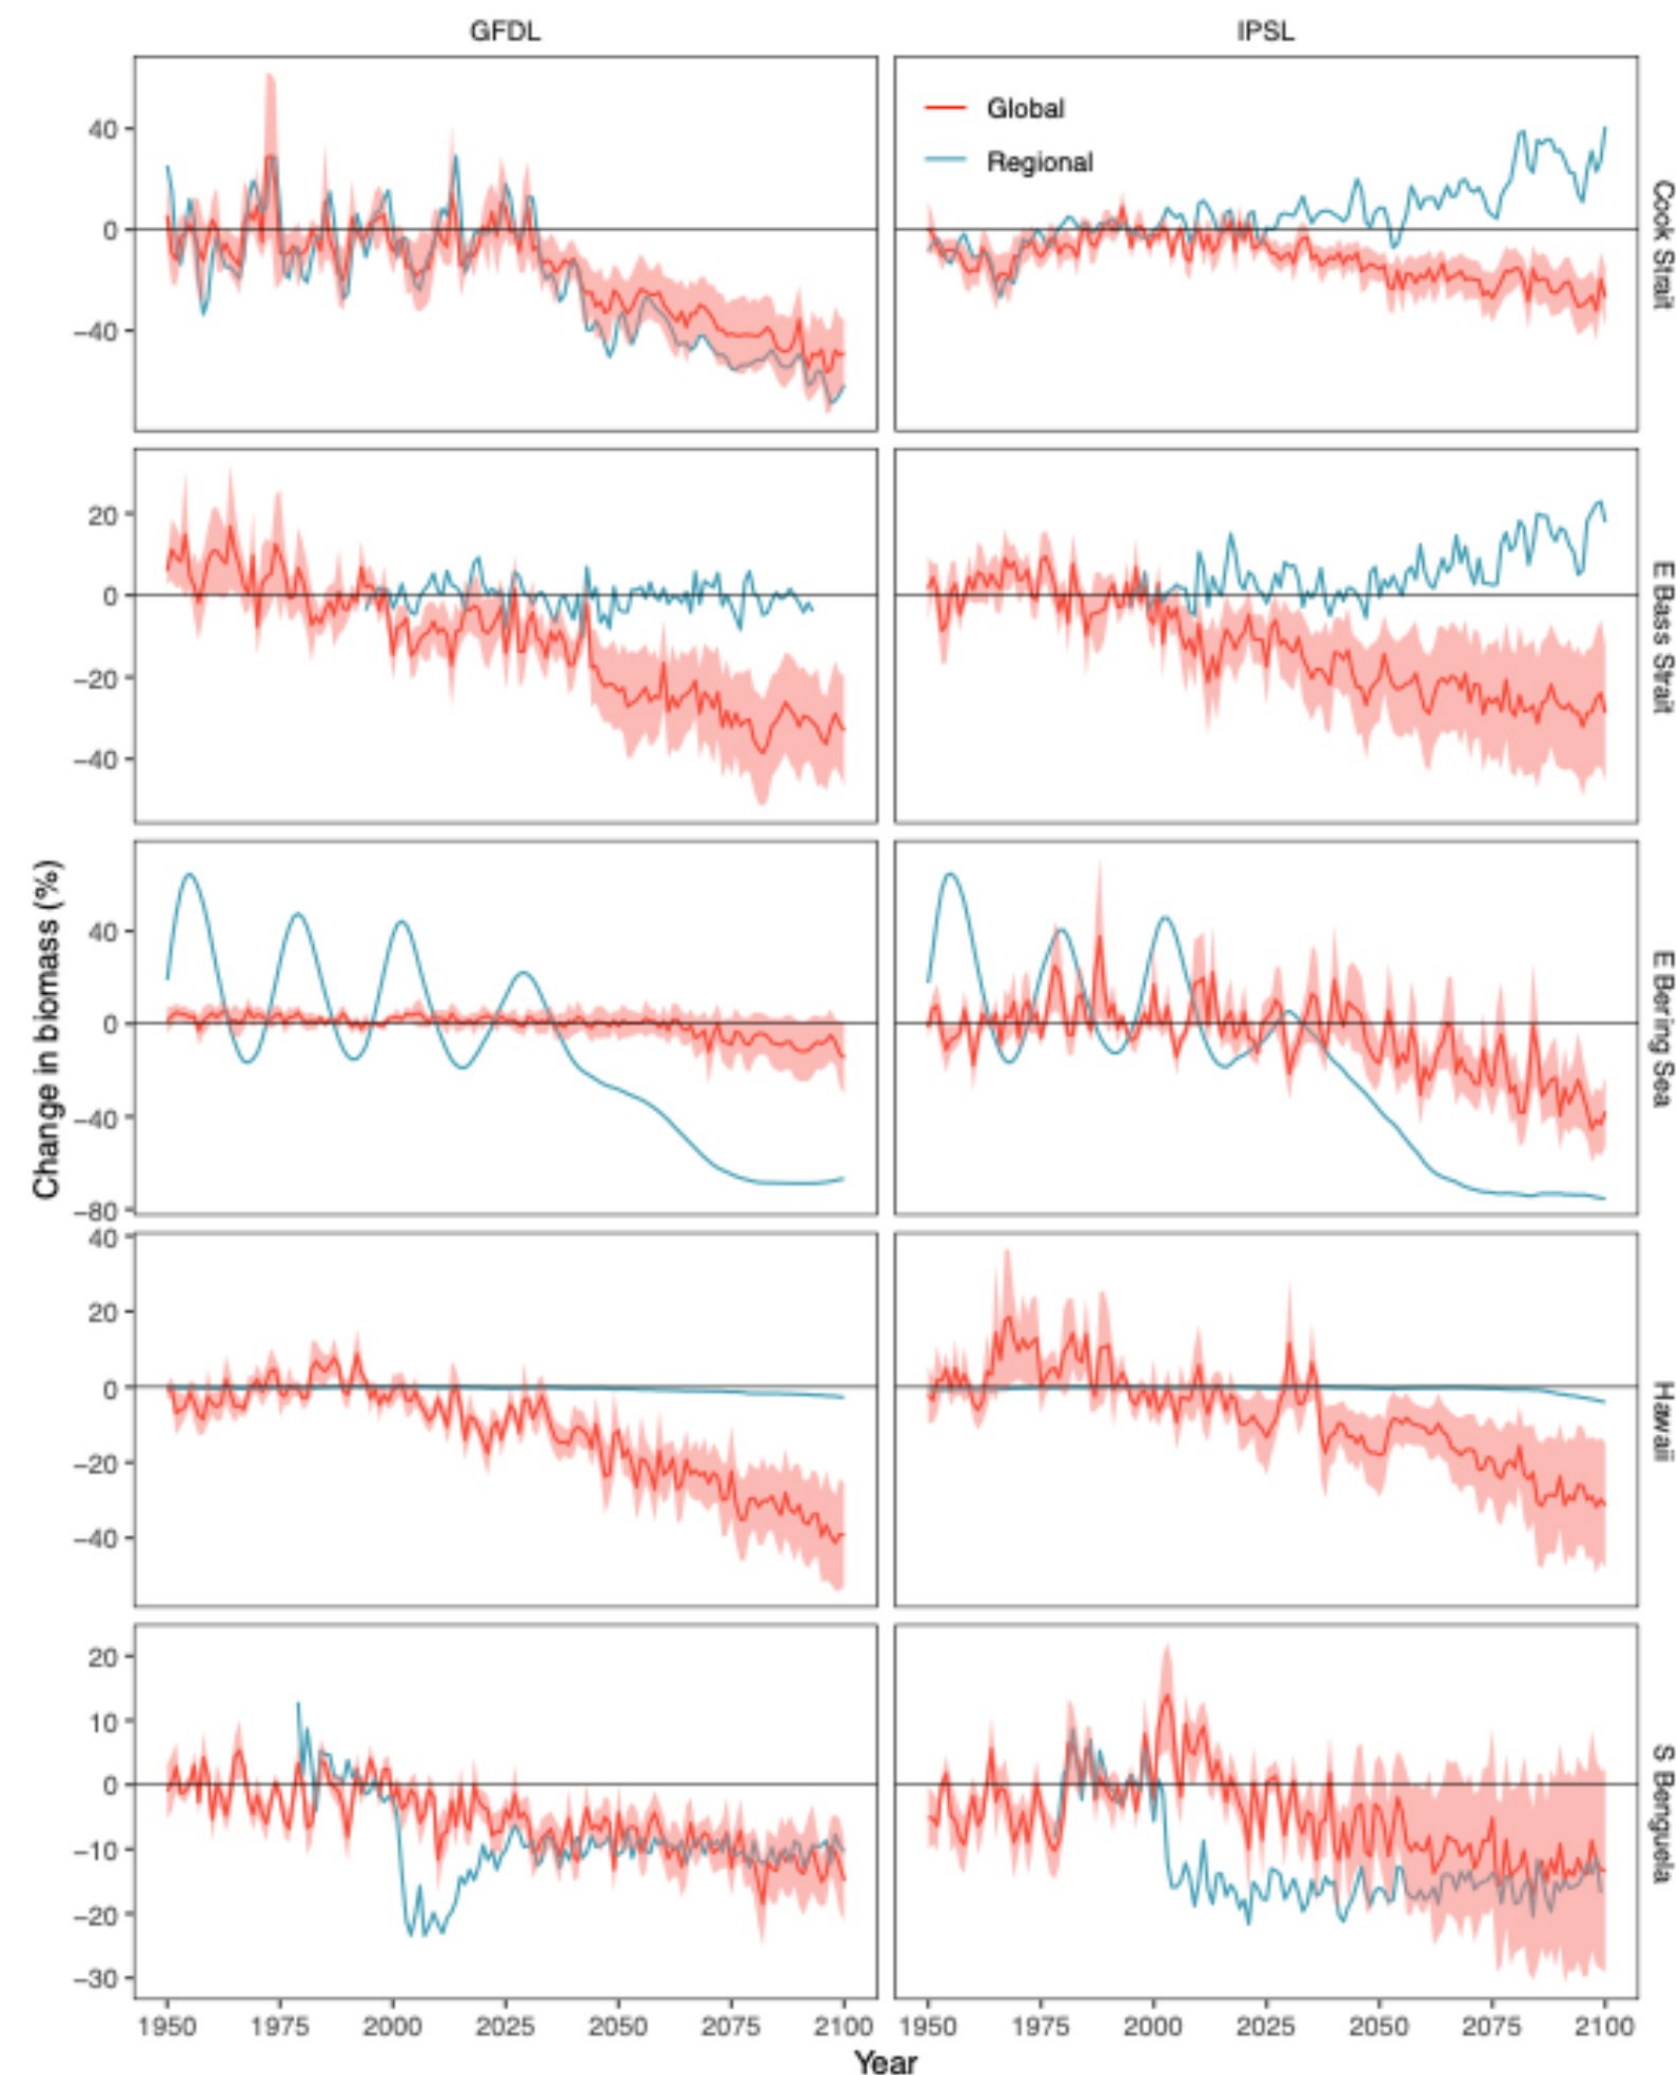 GFDL
IPSL
Global
Regional
40
0
−40
Cook Strait
20
0
−20
−40
E Bass Strait
Change in biomass (%)
40
0
−40
−80
E Bering Sea
40
20
0
−20
−40
Hawaii
20
10
0
−10
−20
−30
S Benguela
1950 1975 2000 2025 2050 2075 2100
1950 1975 2000 2025 2050 2075 2100
Year